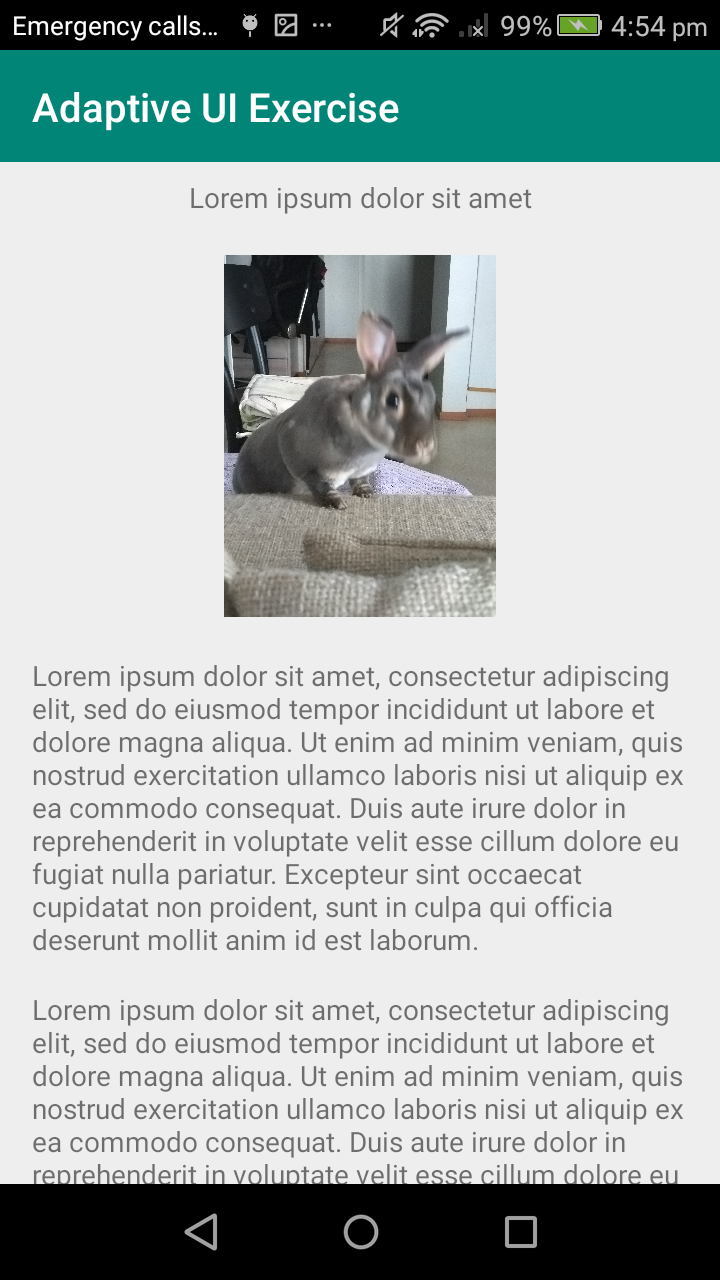 Emergency calls...
99%
4:54 pm
Adaptive UI Exercise
Lorem ipsum dolor sit amet
Lorem ipsum dolor sit amet, consectetur adipiscing
elit, sed do eiusmod tempor incididunt ut labore et
dolore magna aliqua. Ut enim ad minim veniam, quis
nostrud exercitation ullamco laboris nisi ut aliquip ex
ea commodo consequat. Duis aute irure dolor in
reprehenderit in voluptate velit esse cillum dolore eu
fugiat nulla pariatur. Excepteur sint occaecat
cupidatat non proident, sunt in culpa qui officia
deserunt mollit anim id est laborum.
Lorem ipsum dolor sit amet, consectetur adipiscing
elit, sed do eiusmod tempor incididunt ut labore et
dolore magna aliqua. Ut enim ad minim veniam, quis
nostrud exercitation ullamco laboris nisi ut aliquip ex
ea commodo consequat. Duis aute irure dolor in
reprehenderit in voluptate velit esse cillum dolore eu